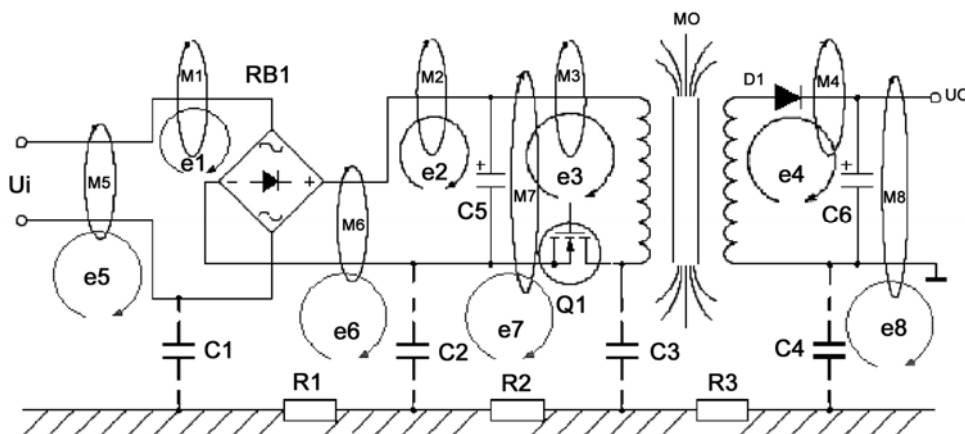 MO
RB1
M1
M2
M3
M4
D1
UO
Ui
M5
e1
e2
e3
e4
M6
M7
M8
C5
C6
+
+
− +
Q1
e5
e6
e7
e8
C1
C2
C3
C4
R1
R2
R3